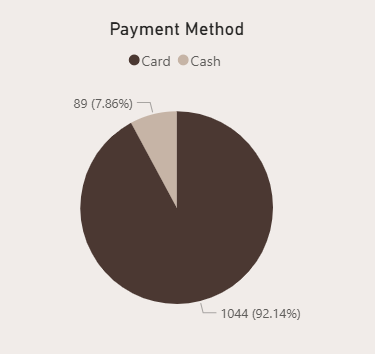 Payment Method
Card Cash
89 (7.86%)
1044 (92.14%)